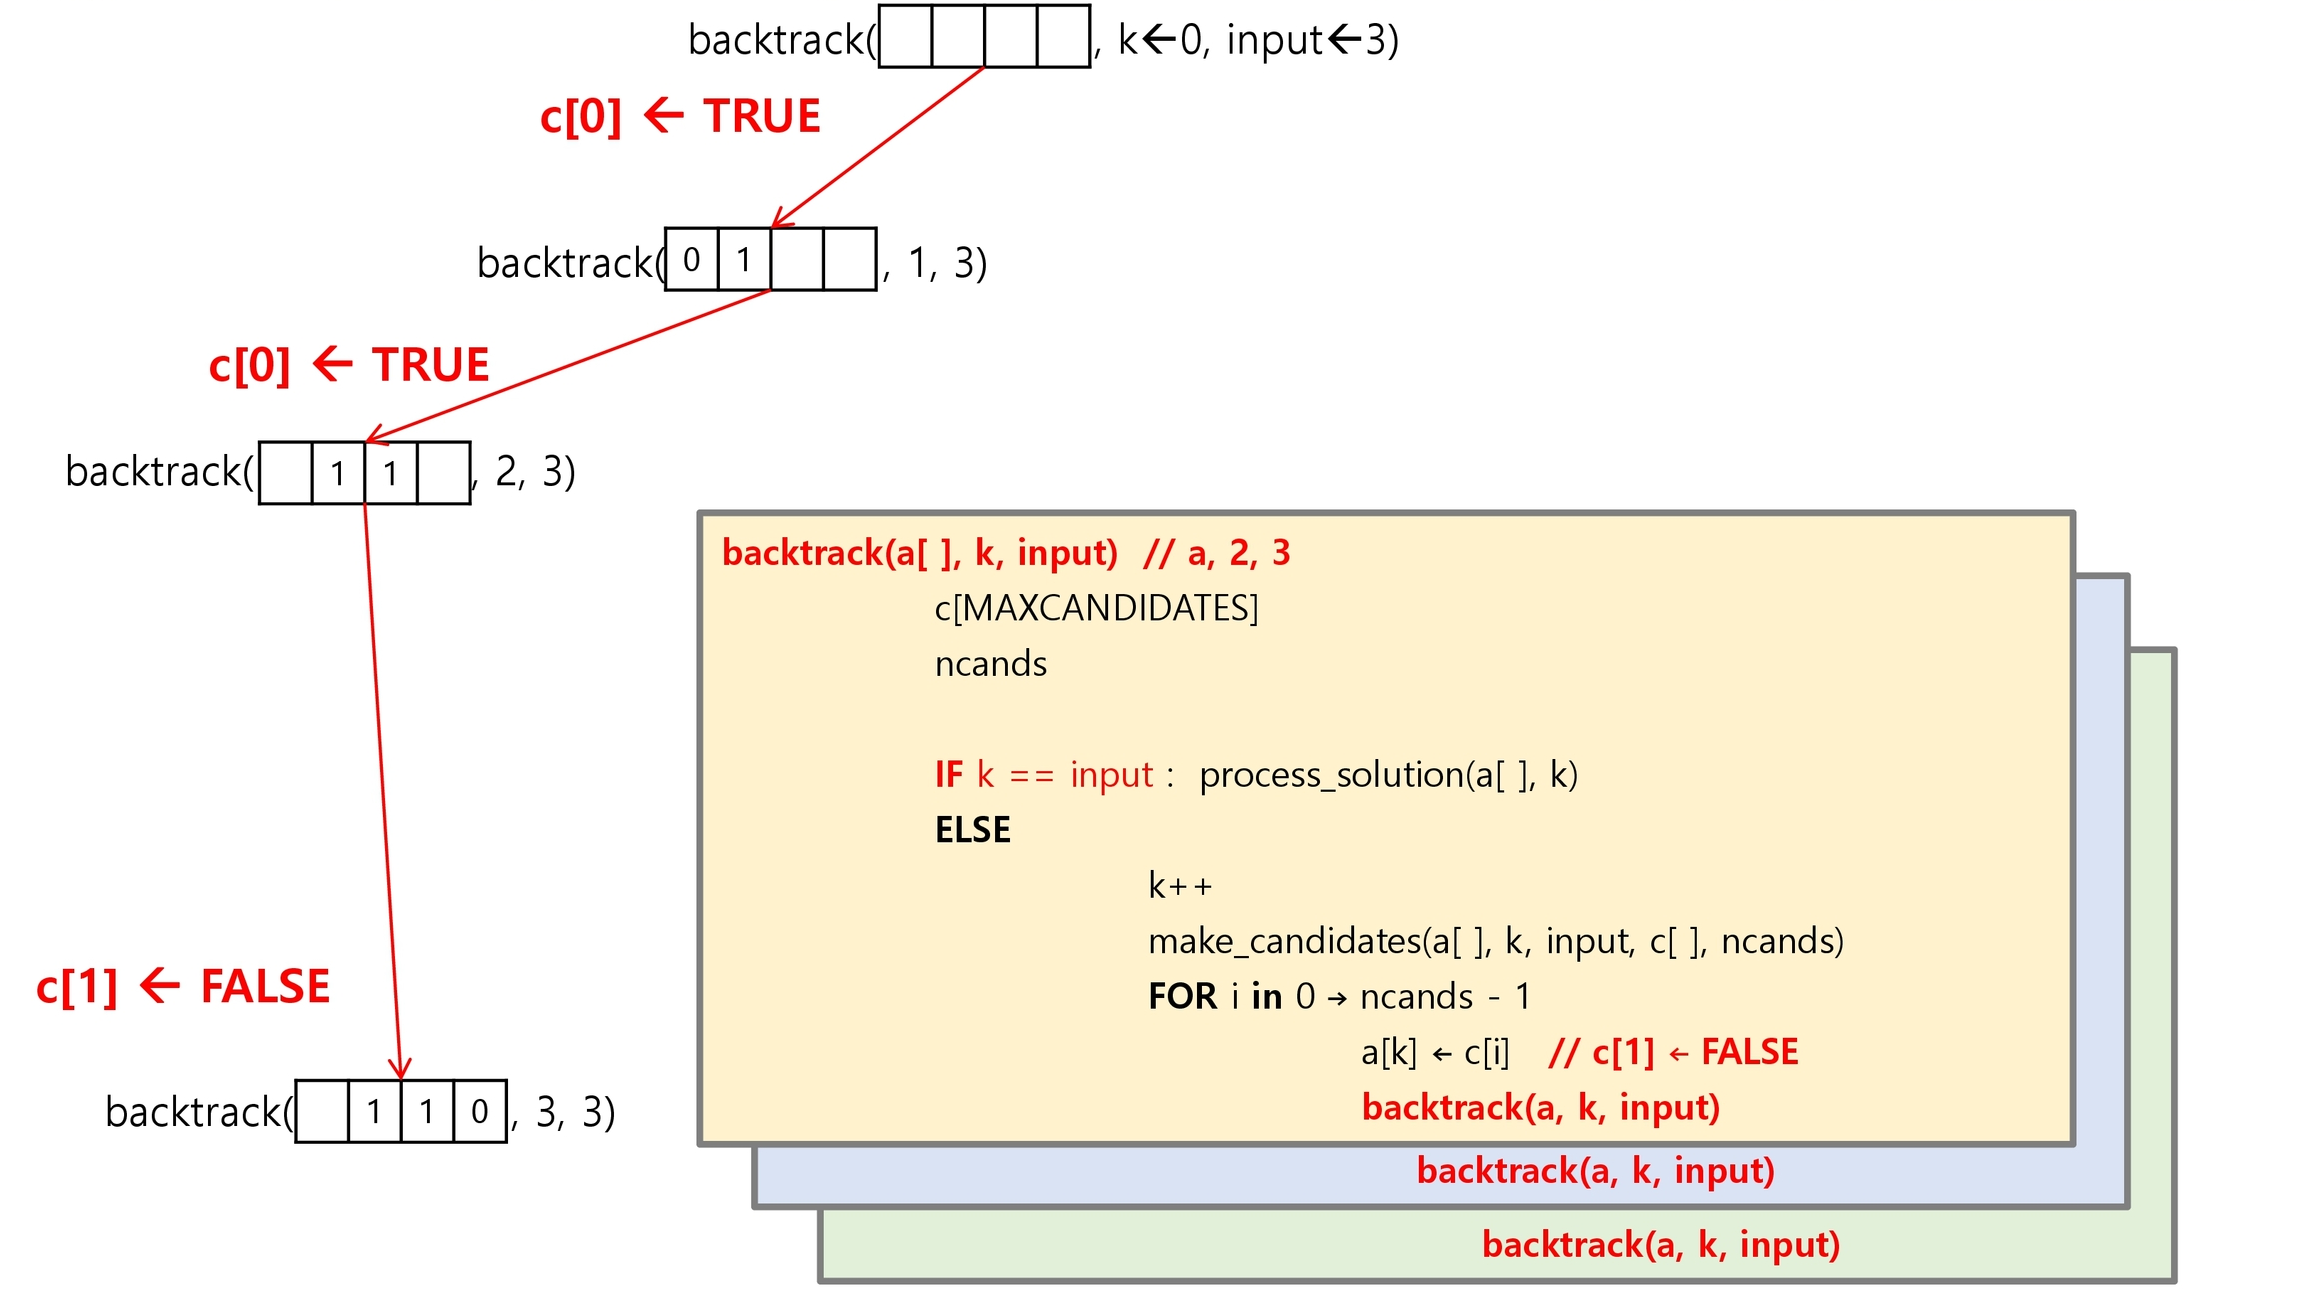 backtrack( , k←0, input←3)
c[0] ← TRUE
backtrack( 0 1 , 1, 3)
c[0] ← TRUE
backtrack( 1 1 , 2, 3)
backtrack(a[ ], k, input) // a, 2, 3
c[MAXCANDIDATES]
ncands
IF k == input : process_solution(a[ ], k)
ELSE
k++
make_candidates(a[ ], k, input, c[ ], ncands)
FOR i in 0 → ncands - 1
a[k] ← c[i] // c[1] ← FALSE
backtrack(a, k, input)
backtrack(a, k, input)
backtrack(a, k, input)
c[1] ← FALSE
backtrack( 1 1 0 , 3, 3)